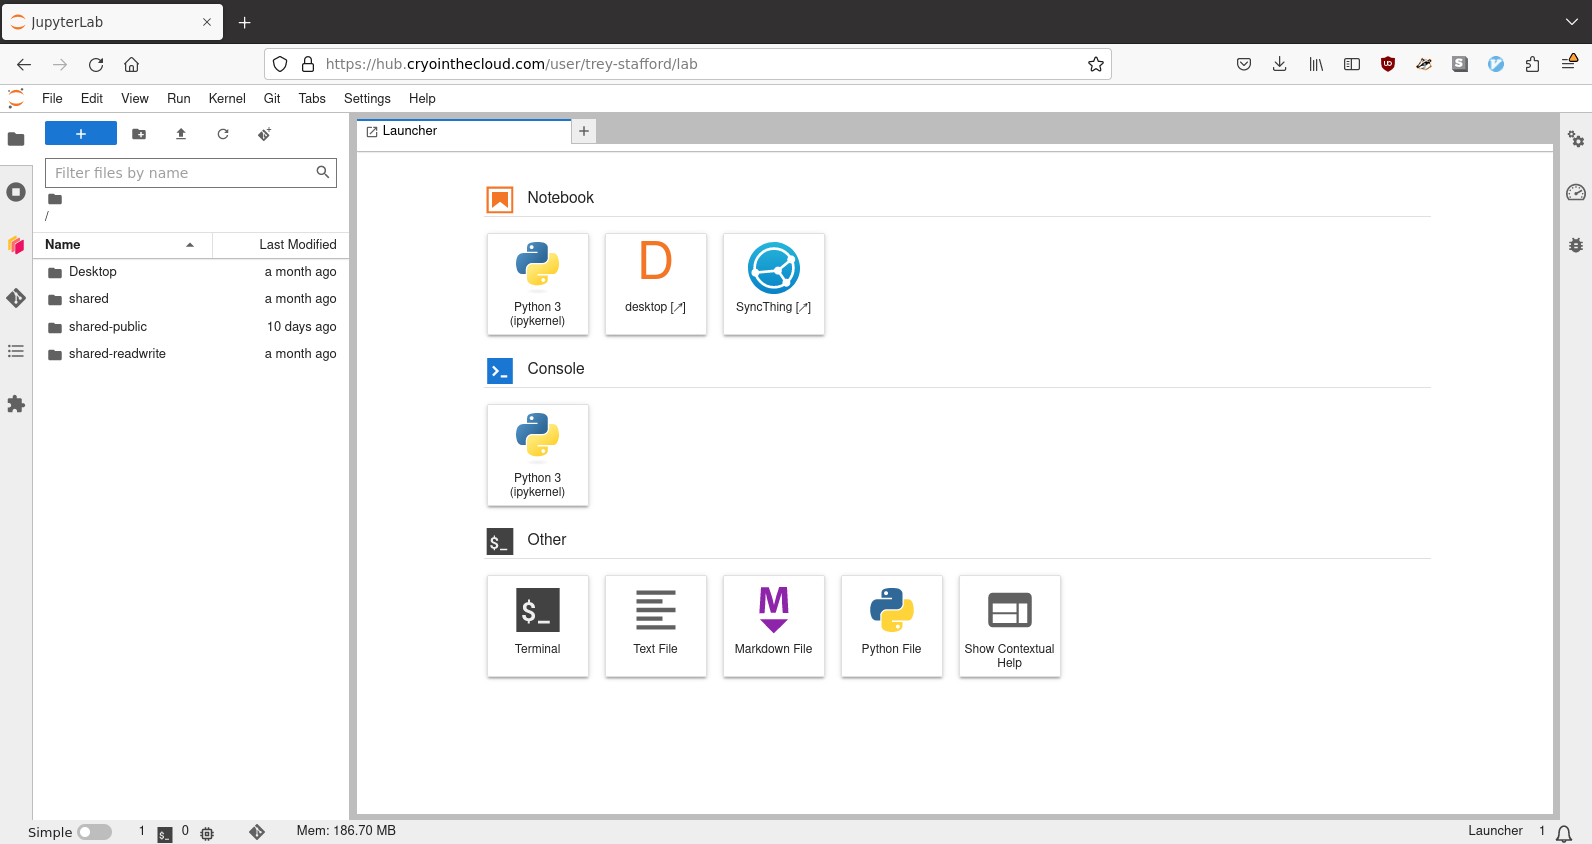 JupyterLab
https://hub.cryointhecloud.com/user/trey-stafford/lab
File Edit View Run Kernel Git Tabs Settings Help
+
Filter files by name
/
Name Last Modified
Desktop a month ago
shared a month ago
shared-public 10 days ago
shared-readwrite a month ago
Launcher
Notebook
Python 3
(ipykernel)
D
desktop [↗]
SyncThing [↗]
Console
Python 3
(ipykernel)
$_ Other
$_
Terminal
Text File
M
Markdown File
Python File
Show Contextual
Help
Simple 1 $_ 0 Mem: 186.70 MB Launcher 1